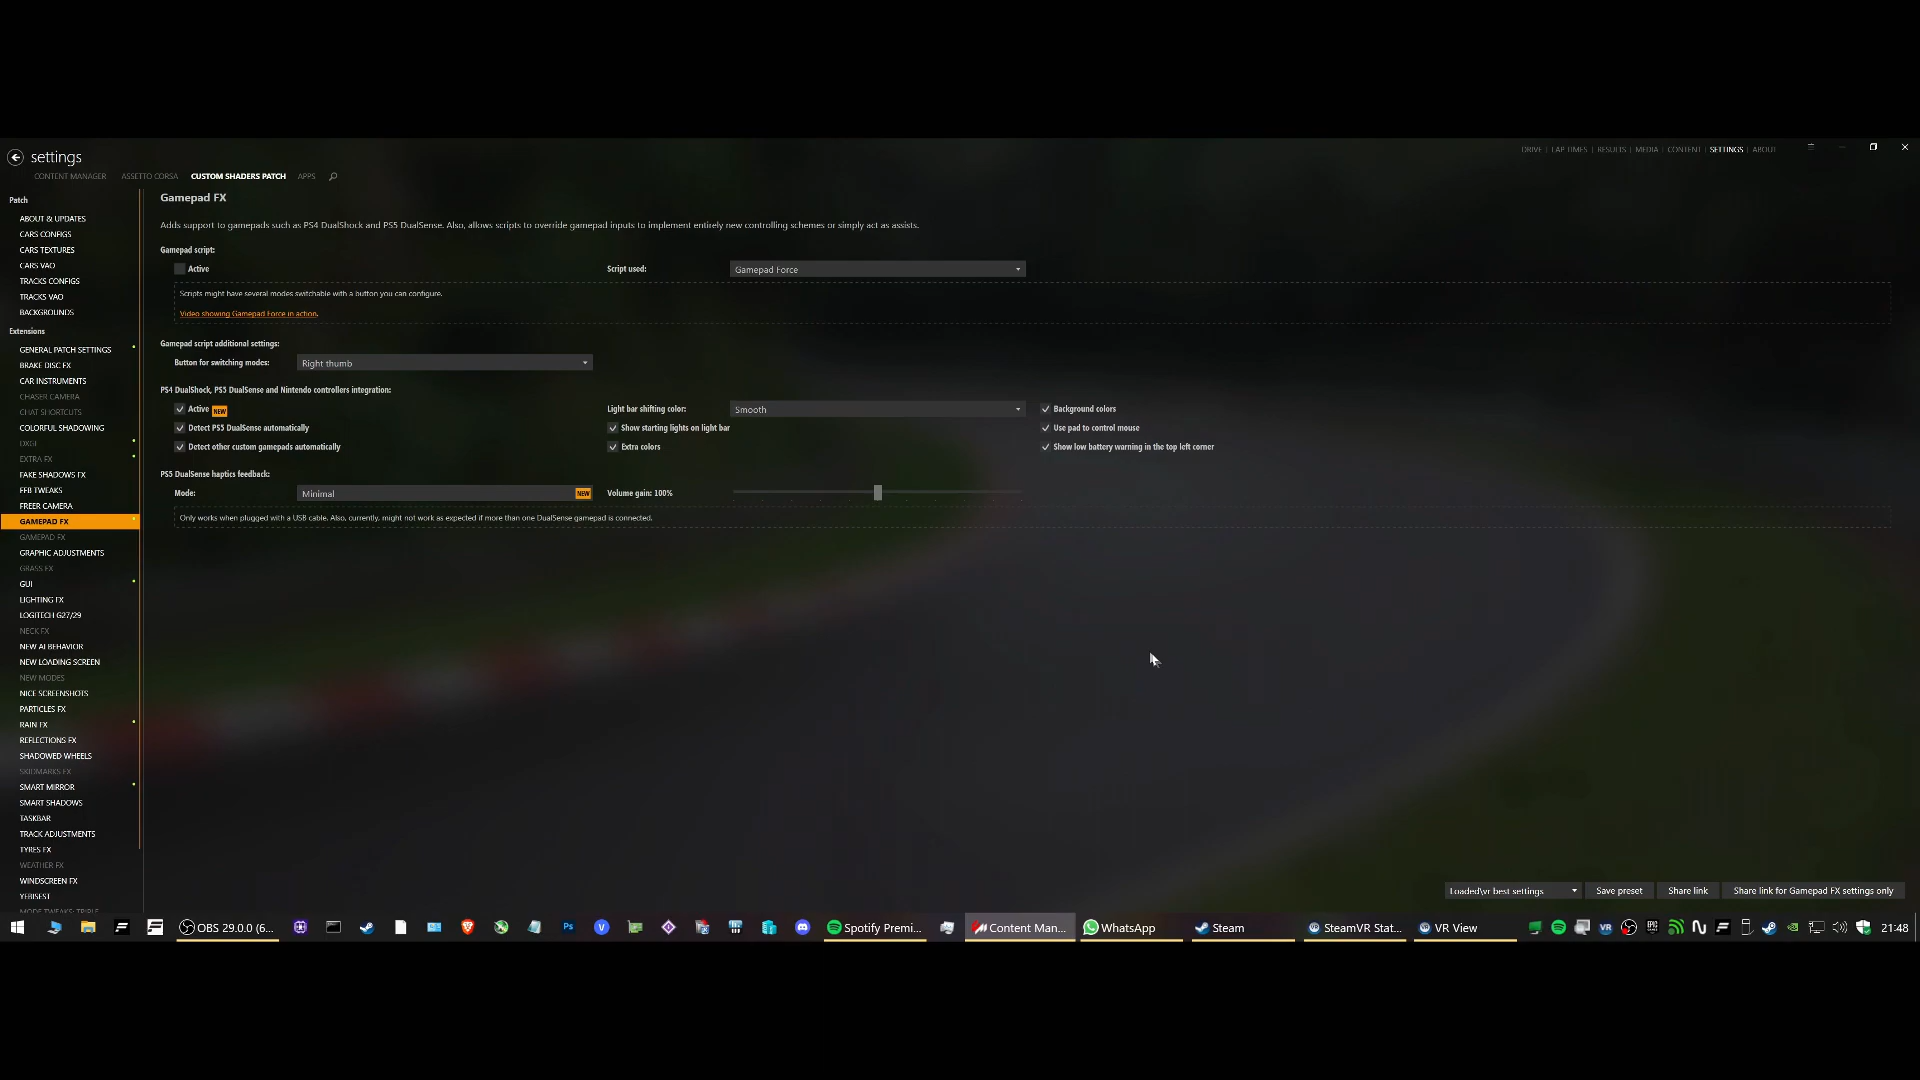 settings
DRIVE | LAP TIMES | RESULTS | MEDIA | CONTENT | SETTINGS | ABOUT
CONTENT MANAGER ASSETTO CORSA CUSTOM SHADERS PATCH APPS
Patch
ABOUT & UPDATES
CARS CONFIGS
CARS TEXTURES
CARS VAO
TRACKS CONFIGS
TRACKS VAO
BACKGROUNDS
Extensions
GENERAL PATCH SETTINGS
BRAKE DISC FX
CAR INSTRUMENTS
CHASER CAMERA
CHAT SHORTCUTS
COLORFUL SHADOWING
DXGI
EXTRA FX
FAKE SHADOWS FX
FFB TWEAKS
FREER CAMERA
GAMEPAD FX
GAMEPAD FX
GRAPHIC ADJUSTMENTS
GRASS FX
GUI
LIGHTING FX
LOGITECH G27/29
NECK FX
NEW AI BEHAVIOR
NEW LOADING SCREEN
NEW MODES
NICE SCREENSHOTS
PARTICLES FX
RAIN FX
REFLECTIONS FX
SHADOWED WHEELS
SKIDMARKS FX
SMART MIRROR
SMART SHADOWS
TASKBAR
TRACK ADJUSTMENTS
TYRES FX
WEATHER FX
WINDSCREEN FX
YEBISEST
MODE TWEAKS: TRIPLE
Gamepad FX
Adds support to gamepads such as PS4 DualShock and PS5 DualSense. Also, allows scripts to override gamepad inputs to implement entirely new controlling schemes or simply act as assists.
Gamepad script:
Active Script used: Gamepad Force
Scripts might have several modes switchable with a button you can configure.
Video showing Gamepad Force in action.
Gamepad script additional settings:
Button for switching modes: Right thumb
PS4 DualShock, PS5 DualSense and Nintendo controllers integration:
Active NEW Light bar shifting color: Smooth Background colors
Detect PS5 DualSense automatically Show starting lights on light bar Use pad to control mouse
Detect other custom gamepads automatically Extra colors Show low battery warning in the top left corner
PS5 DualSense haptics feedback:
Mode: Minimal NEW Volume gain: 100%
Only works when plugged with a USB cable. Also, currently, might not work as expected if more than one DualSense gamepad is connected.
Loaded\vr best settings Save preset Share link Share link for Gamepad FX settings only
OBS 29.0.0 (6... Spotify Premi... Content Man... WhatsApp Steam SteamVR Stat... VR View 21:48